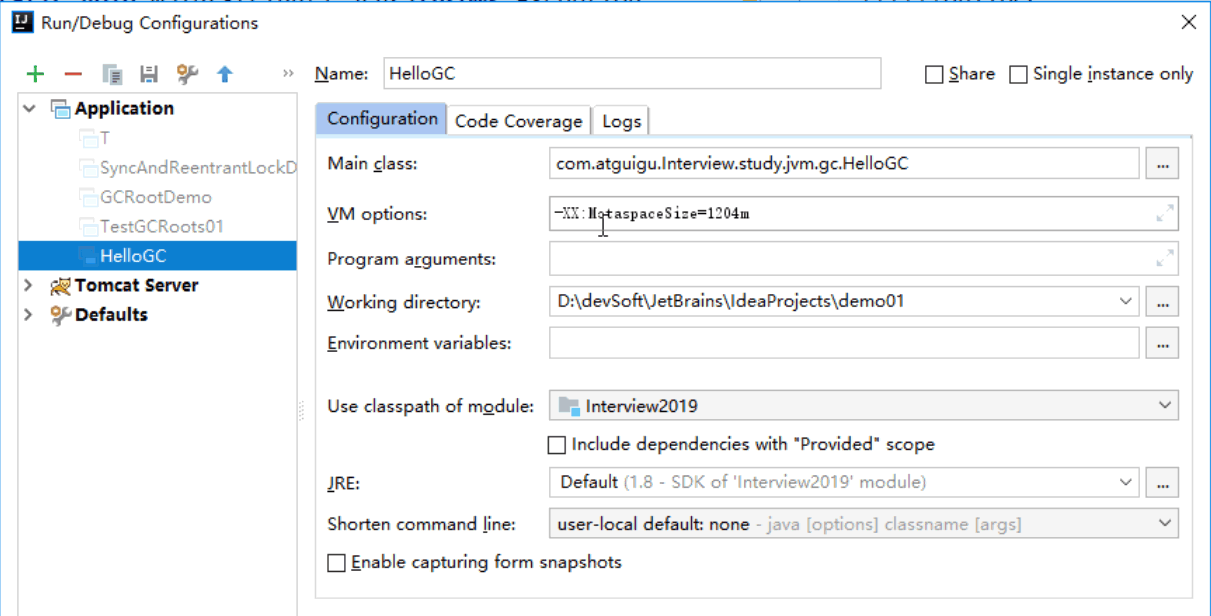 Run/Debug Configurations
Name: HelloGC Share Single instance only
Application
T
SyncAndReentrantLockD
GCRootDemo
TestGCRoots01
HelloGC
Tomcat Server
Defaults
Configuration Code Coverage Logs
Main class: com.atguigu.Interview.study.jvm.gc.HelloGC ...
VM options: -XX:MetaspaceSize=1204m
Program arguments:
Working directory: D:\devSoft\JetBrains\IdeaProjects\demo01 ...
Environment variables: ...
Use classpath of module: Interview2019
Include dependencies with "Provided" scope
JRE: Default (1.8 - SDK of 'Interview2019' module) ...
Shorten command line: user-local default: none - java [options] classname [args]
Enable capturing form snapshots